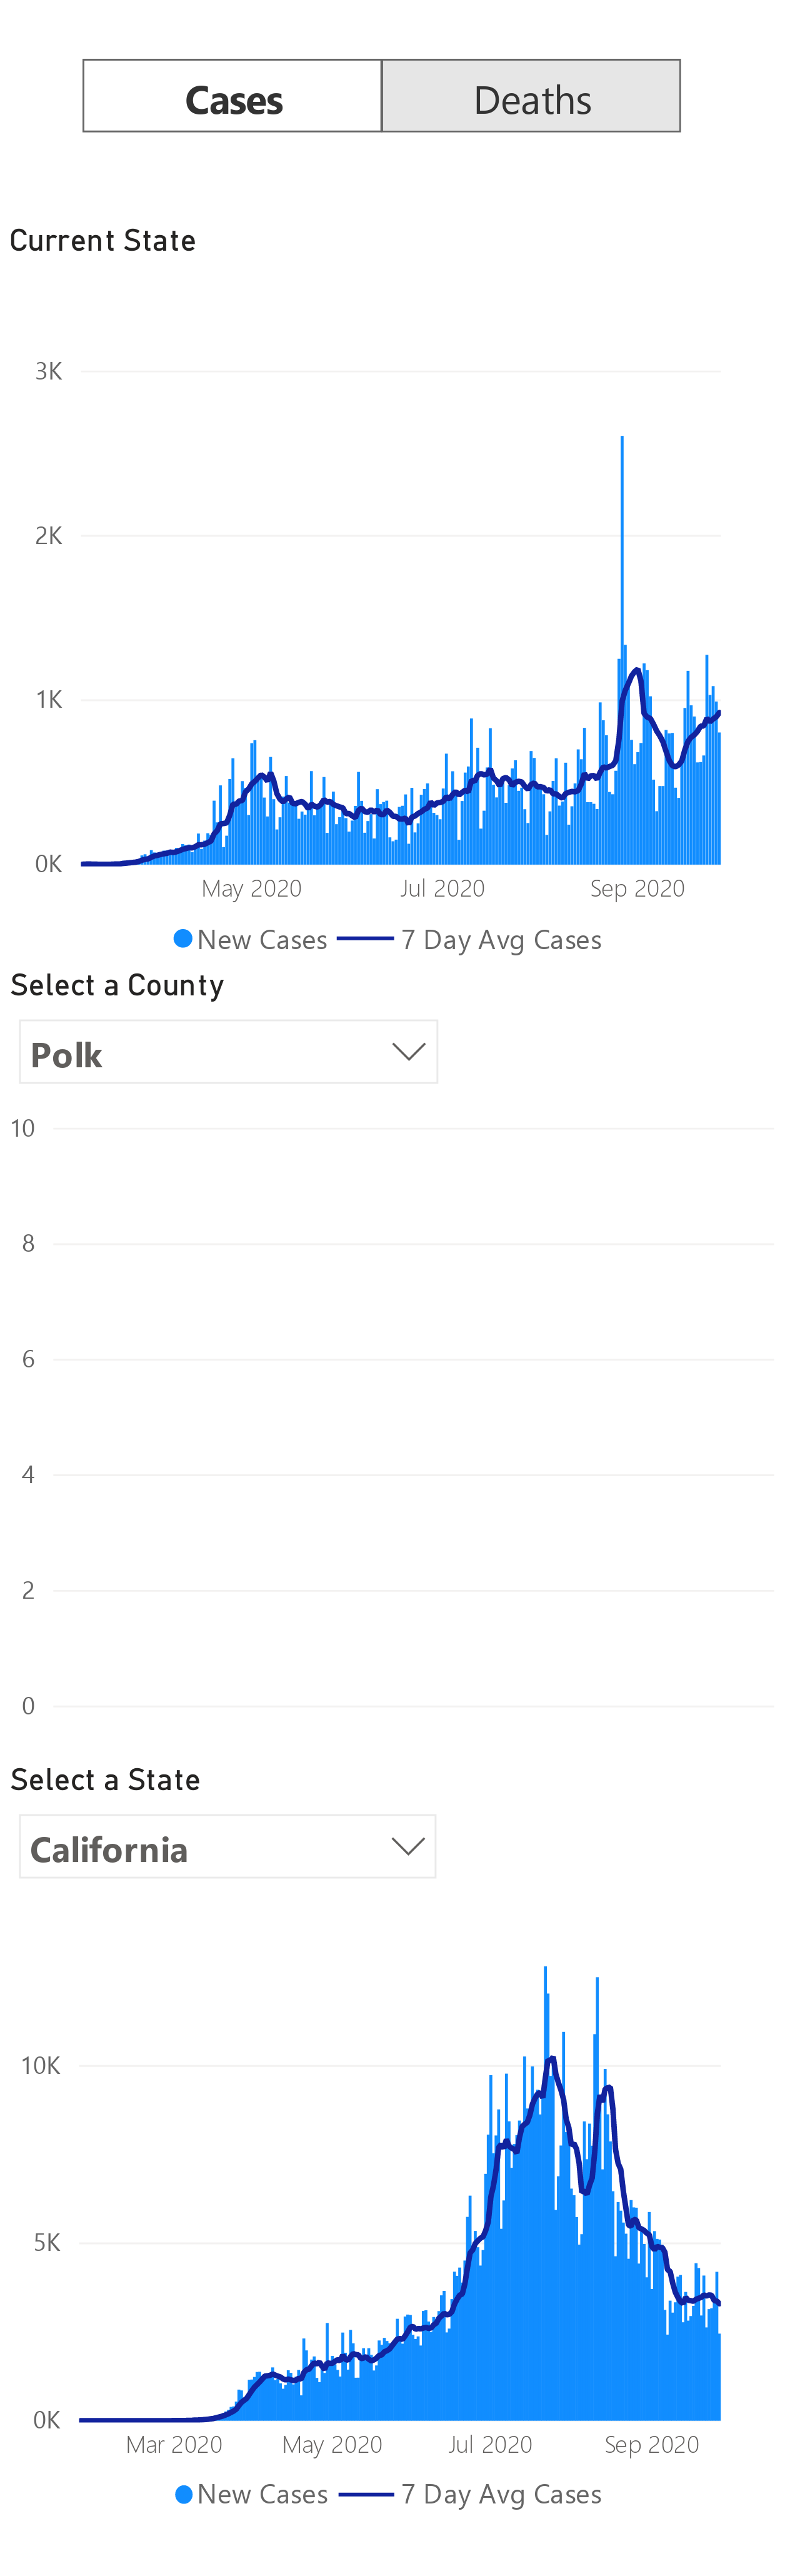 Cases Deaths
Current State
3K
2K
1K
0K
May 2020 Jul 2020 Sep 2020
New Cases 7 Day Avg Cases
Select a County
Polk
10
8
6
4
2
0
Select a State
California
10K
5K
0K
Mar 2020 May 2020 Jul 2020 Sep 2020
New Cases 7 Day Avg Cases